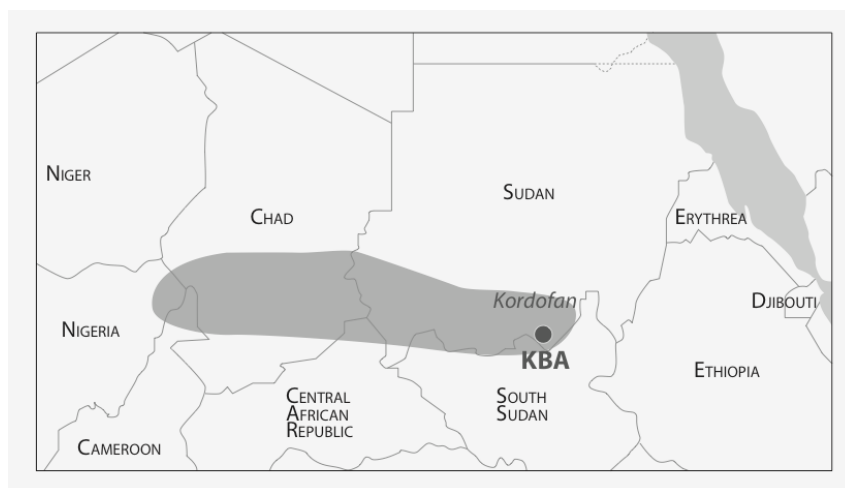 NIGER
CHAD
SUDAN
ERYTHREA
Kordofan
DJIBOUTI
NIGERIA
KBA
ETHIOPIA
CENTRAL
AFRICAN
REPUBLIC
SOUTH
SUDAN
CAMEROON